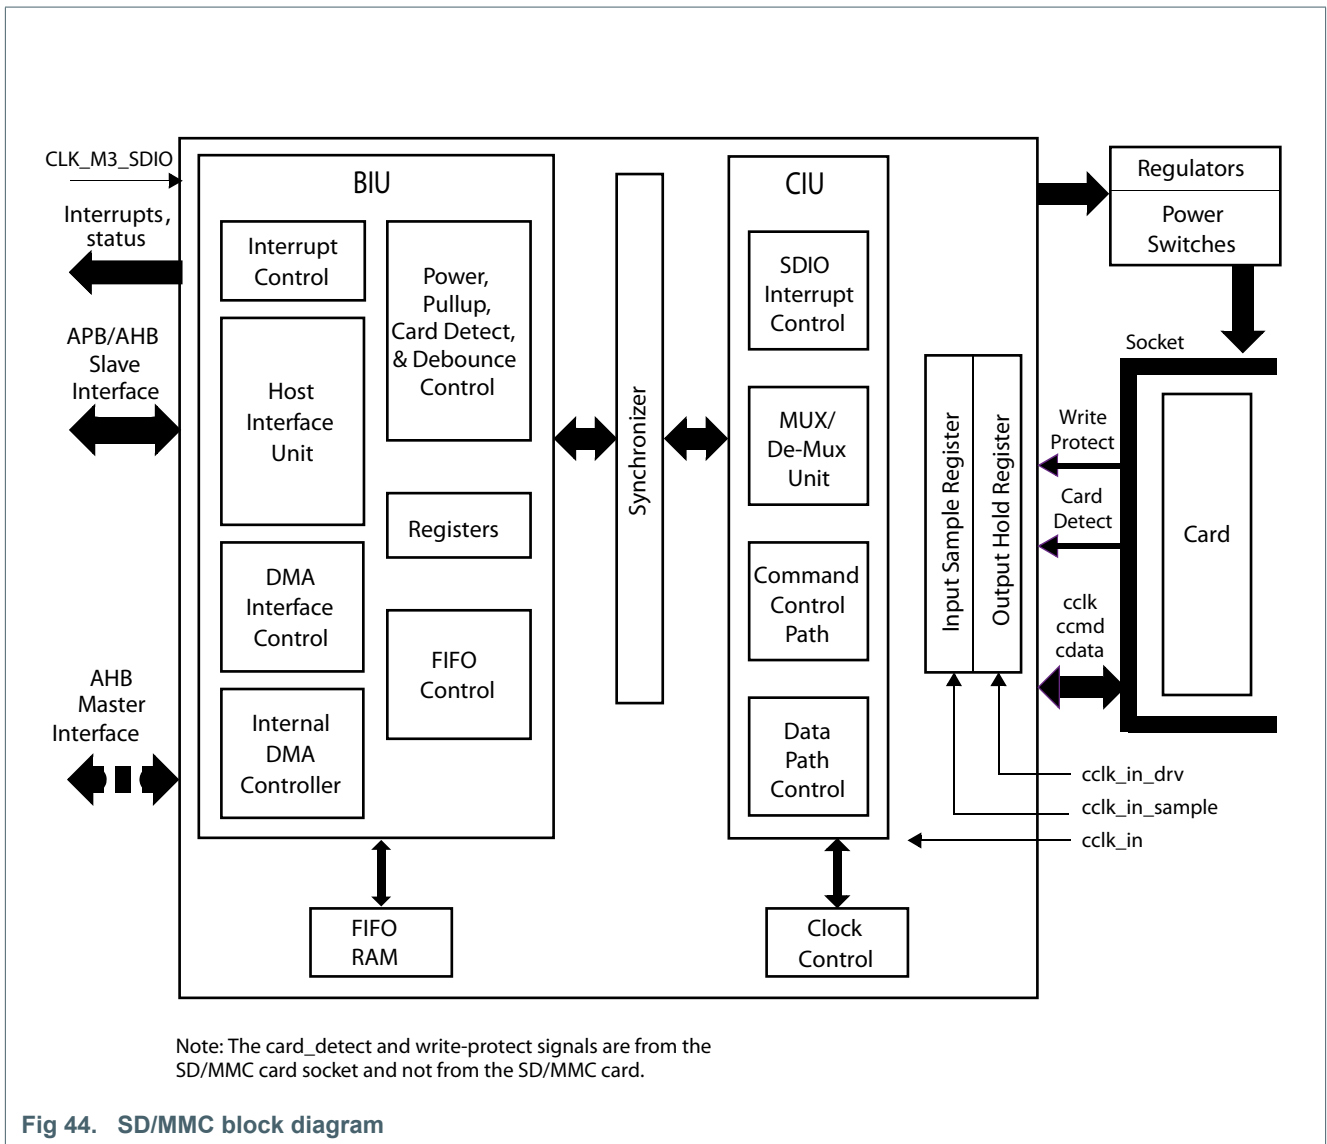 CLK_M3_SDIO
Interrupts,
status
APB/AHB
Slave
Interface
AHB
Master
Interface
BIU
Interrupt
Control
Host
Interface
Unit
DMA
Interface
Control
Internal
DMA
Controller
Power,
Pullup,
Card Detect,
& Debounce
Control
Registers
FIFO
Control
FIFO
RAM
Synchronizer
CIU
SDIO
Interrupt
Control
MUX/
De-Mux
Unit
Command
Control
Path
Data
Path
Control
Clock
Control
Input Sample Register
Output Hold Register
Regulators
Power
Switches
Socket
Write
Protect
Card
Detect
cclk
ccmd
cdata
Card
cclk_in_drv
cclk_in_sample
cclk_in
Note: The card_detect and write-protect signals are from the
SD/MMC card socket and not from the SD/MMC card.
Fig 44. SD/MMC block diagram